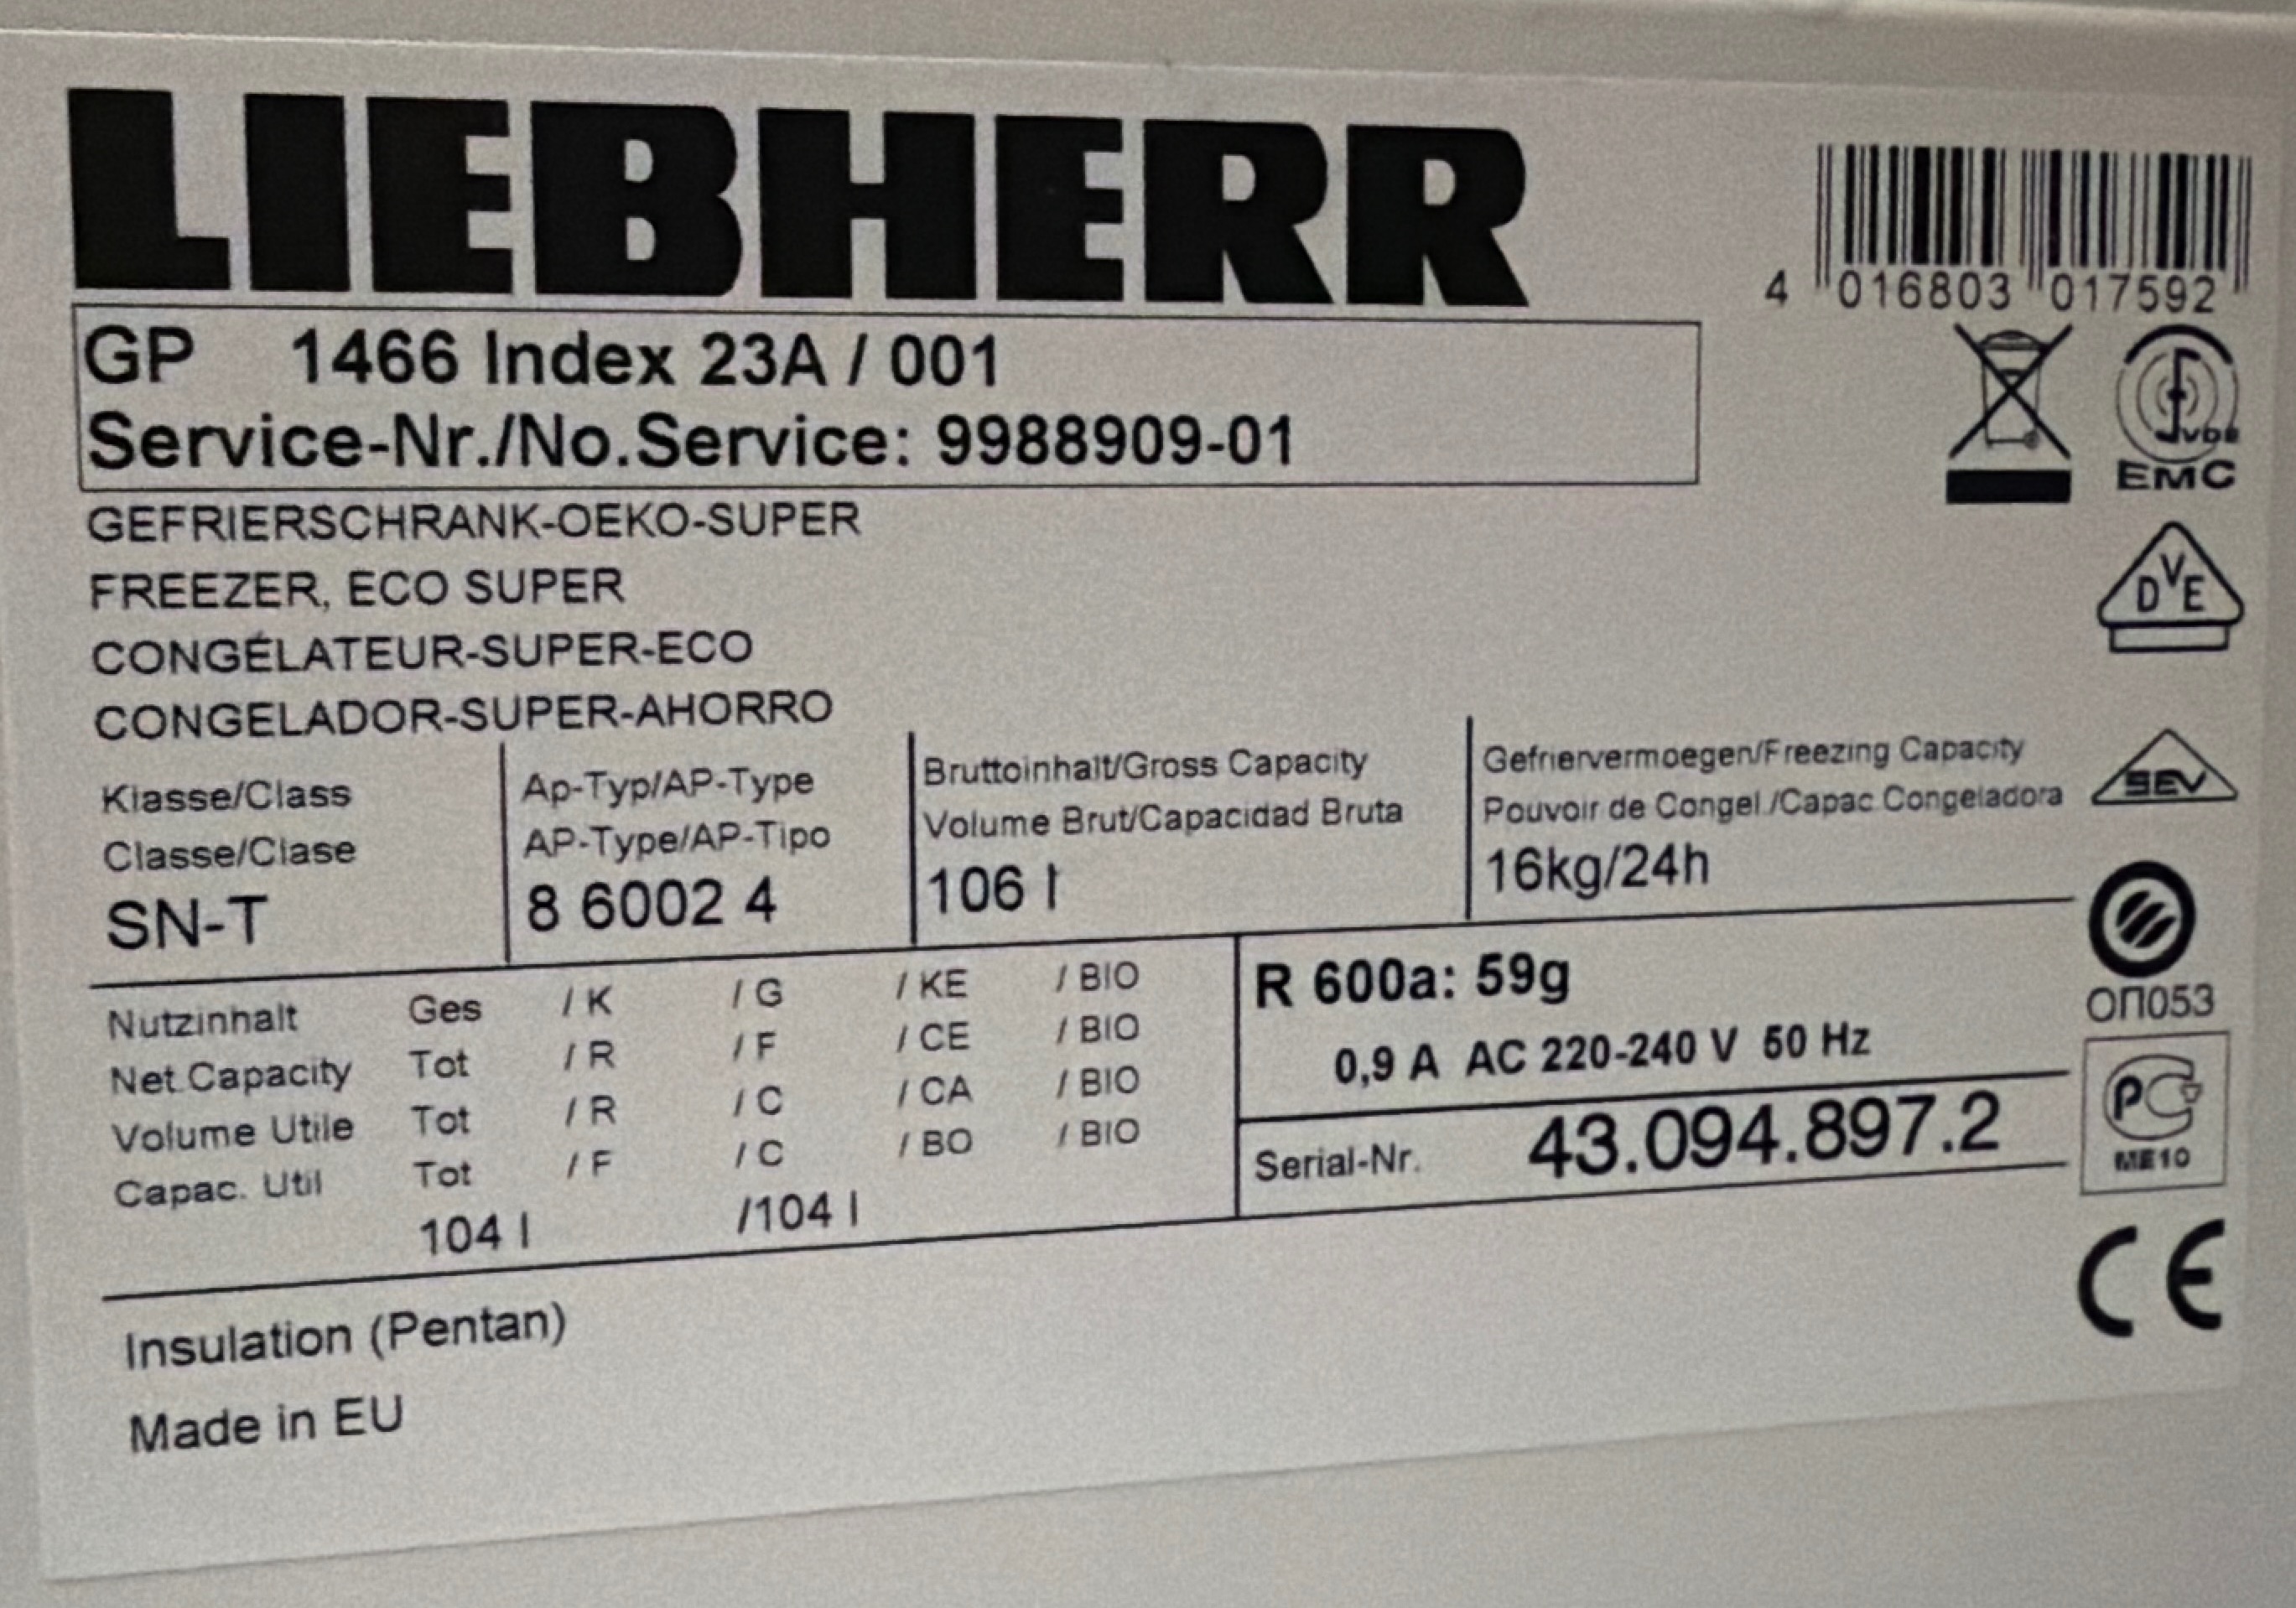 LIEBHERR
4 016803 017592
GP 1466 Index 23A / 001
Service-Nr./No.Service: 9988909-01
VDE
EMC
GEFRIERSCHRANK-OEKO-SUPER
FREEZER, ECO SUPER
CONGÉLATEUR-SUPER-ECO
CONGELADOR-SUPER-AHORRO
DVE
Klasse/Class
Classe/Clase
SN-T
Ap-Typ/AP-Type
AP-Type/AP-Tipo
8 6002 4
Bruttoinhalt/Gross Capacity
Volume Brut/Capacidad Bruta
106 l
Gefriervermoegen/Freezing Capacity
Pouvoir de Congel./Capac.Congeladora
16kg/24h
SEV
Nutzinhalt Ges / K / G / KE / BIO
Net.Capacity Tot / R / F / CE / BIO
Volume Utile Tot / R / C / CA / BIO
Capac. Util Tot / F / C / BO / BIO
104 l /104 l
R 600a: 59g
0,9 A AC 220-240 V 50 Hz
Serial-Nr. 43.094.897.2
ОП053
РС
ME10
CE
Insulation (Pentan)
Made in EU